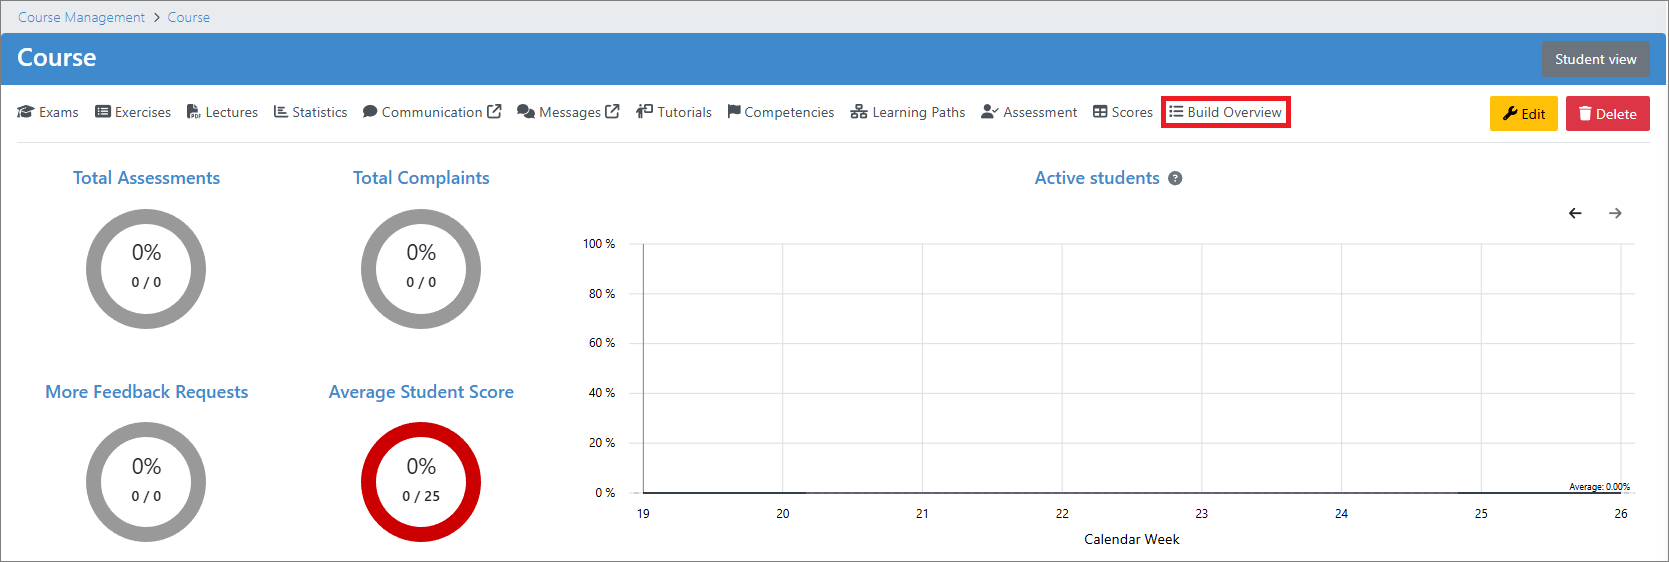 Course Management > Course
Course
Student view
Exams Exercises Lectures Statistics Communication Messages Tutorials Competencies Learning Paths Assessment Scores Build Overview Edit Delete
Total Assessments
0%
0 / 0
Total Complaints
0%
0 / 0
More Feedback Requests
0%
0 / 0
Average Student Score
0%
0 / 25
Active students ?
100 %
80 %
60 %
40 %
20 %
0 %
Average: 0.00%
19 20 21 22 23 24 25 26
Calendar Week